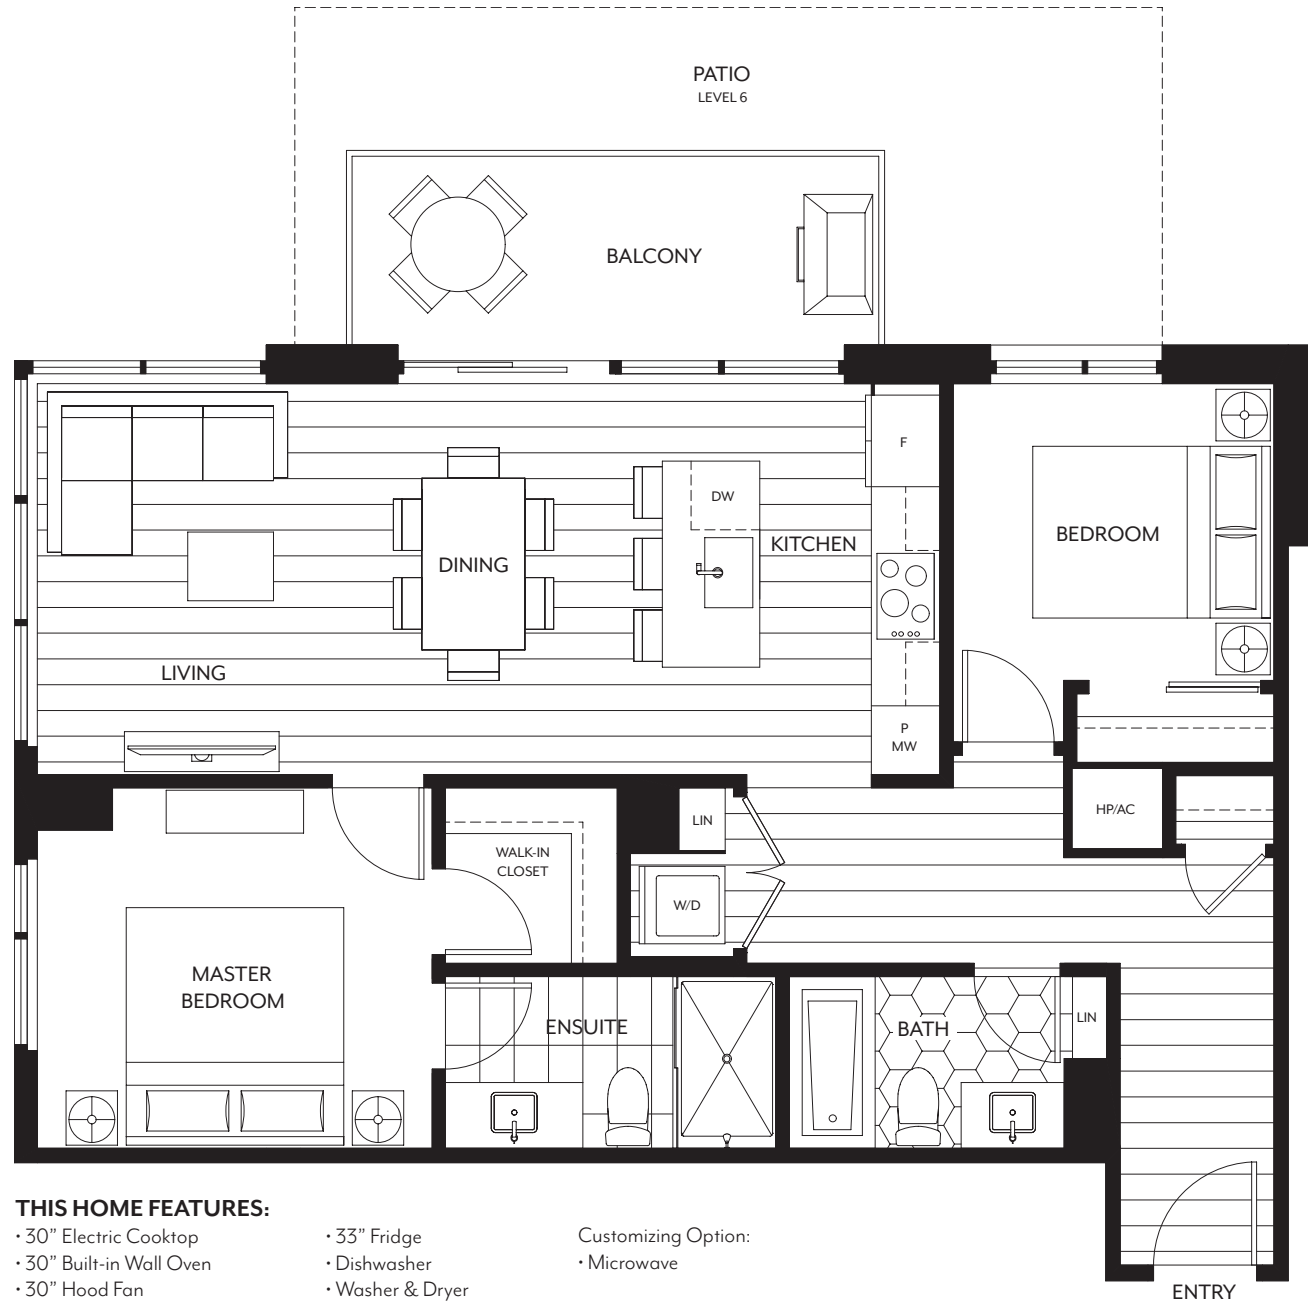 PATIO
LEVEL 6
BALCONY
F
DW
KITCHEN
BEDROOM
DINING
LIVING
P
MW
HP/AC
LIN
WALK-IN
CLOSET
W/D
MASTER
BEDROOM
ENSUITE
BATH
LIN
THIS HOME FEATURES:
• 30” Electric Cooktop
• 30” Built-in Wall Oven
• 30” Hood Fan
• 33” Fridge
• Dishwasher
• Washer & Dryer
Customizing Option:
• Microwave
ENTRY